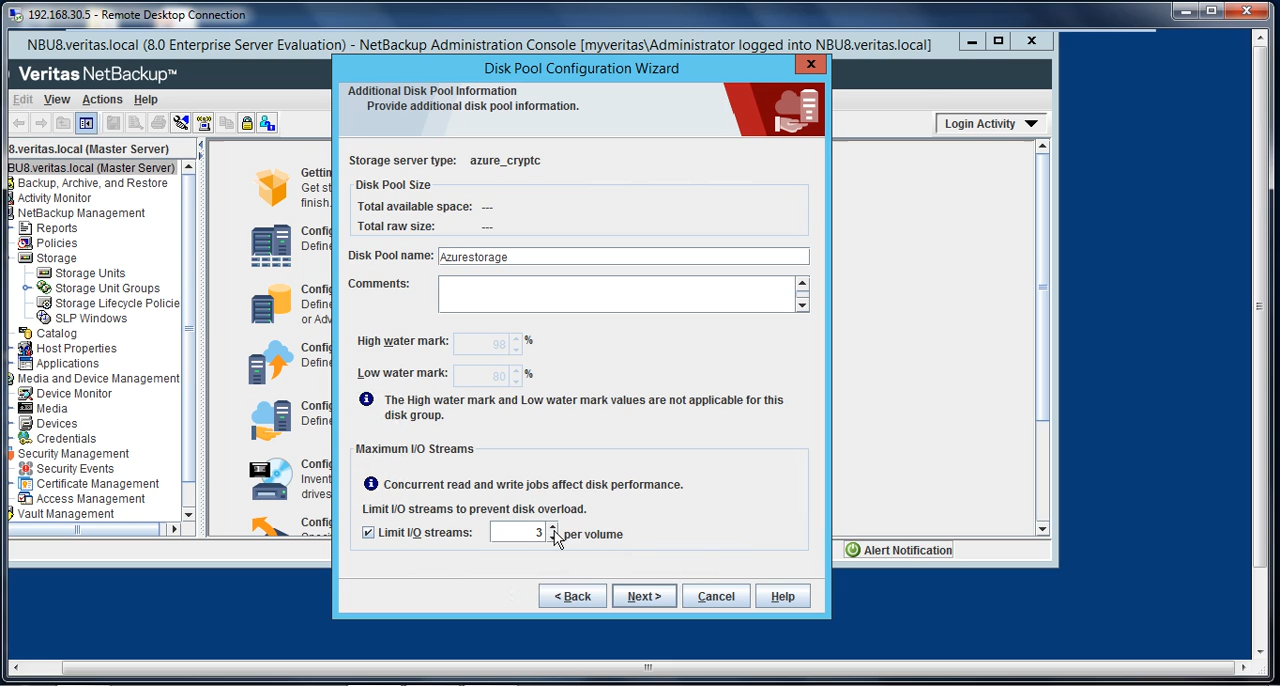 192.168.30.5 - Remote Desktop Connection
NBU8.veritas.local (8.0 Enterprise Server Evaluation) - NetBackup Administration Console [myveritas\Administrator logged into NBU8.veritas.local]
Veritas NetBackup™
Edit View Actions Help
Login Activity
8.veritas.local (Master Server)
BU8.veritas.local (Master Server)
Backup, Archive, and Restore
Activity Monitor
NetBackup Management
Reports
Policies
Storage
Storage Units
Storage Unit Groups
Storage Lifecycle Policie
SLP Windows
Catalog
Host Properties
Applications
Media and Device Management
Device Monitor
Media
Devices
Credentials
Security Management
Security Events
Certificate Management
Access Management
Vault Management
Gettin
Get st
finish.
Config
Define
Config
Define
or Adv
Config
Define
Config
Define
Config
Invent
drives
Config
Disk Pool Configuration Wizard
Additional Disk Pool Information
Provide additional disk pool information.
Storage server type: azure_cryptc
Disk Pool Size
Total available space: ---
Total raw size: ---
Disk Pool name: Azurestorage
Comments:
High water mark: 98 %
Low water mark: 80 %
The High water mark and Low water mark values are not applicable for this
disk group.
Maximum I/O Streams
Concurrent read and write jobs affect disk performance.
Limit I/O streams to prevent disk overload.
Limit I/O streams: 3 per volume
< Back Next > Cancel Help
Alert Notification